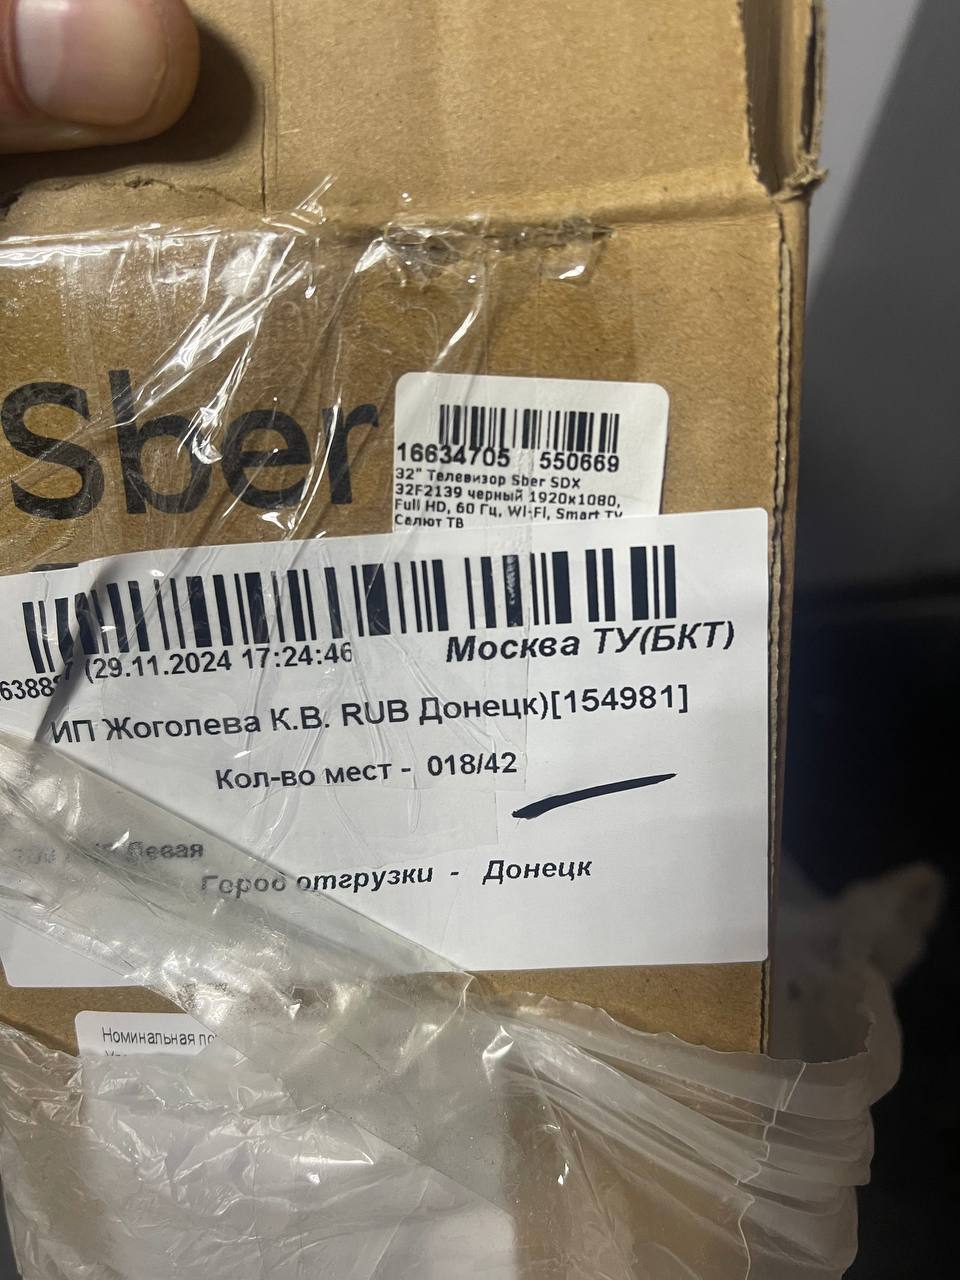 Sber
16634705 550669
32" Телевизор Sber SDX
32F2139 черный 1920x1080,
Full HD, 60 Гц, Wi-Fi, Smart TV,
Салют ТВ
(29.11.2024 17:24:46
Москва ТУ(БКТ)
ИП Жоголева К.В. RUB Донецк)[154981]
Кол-во мест - 018/42
Город отгрузки - Донецк
Номинальная